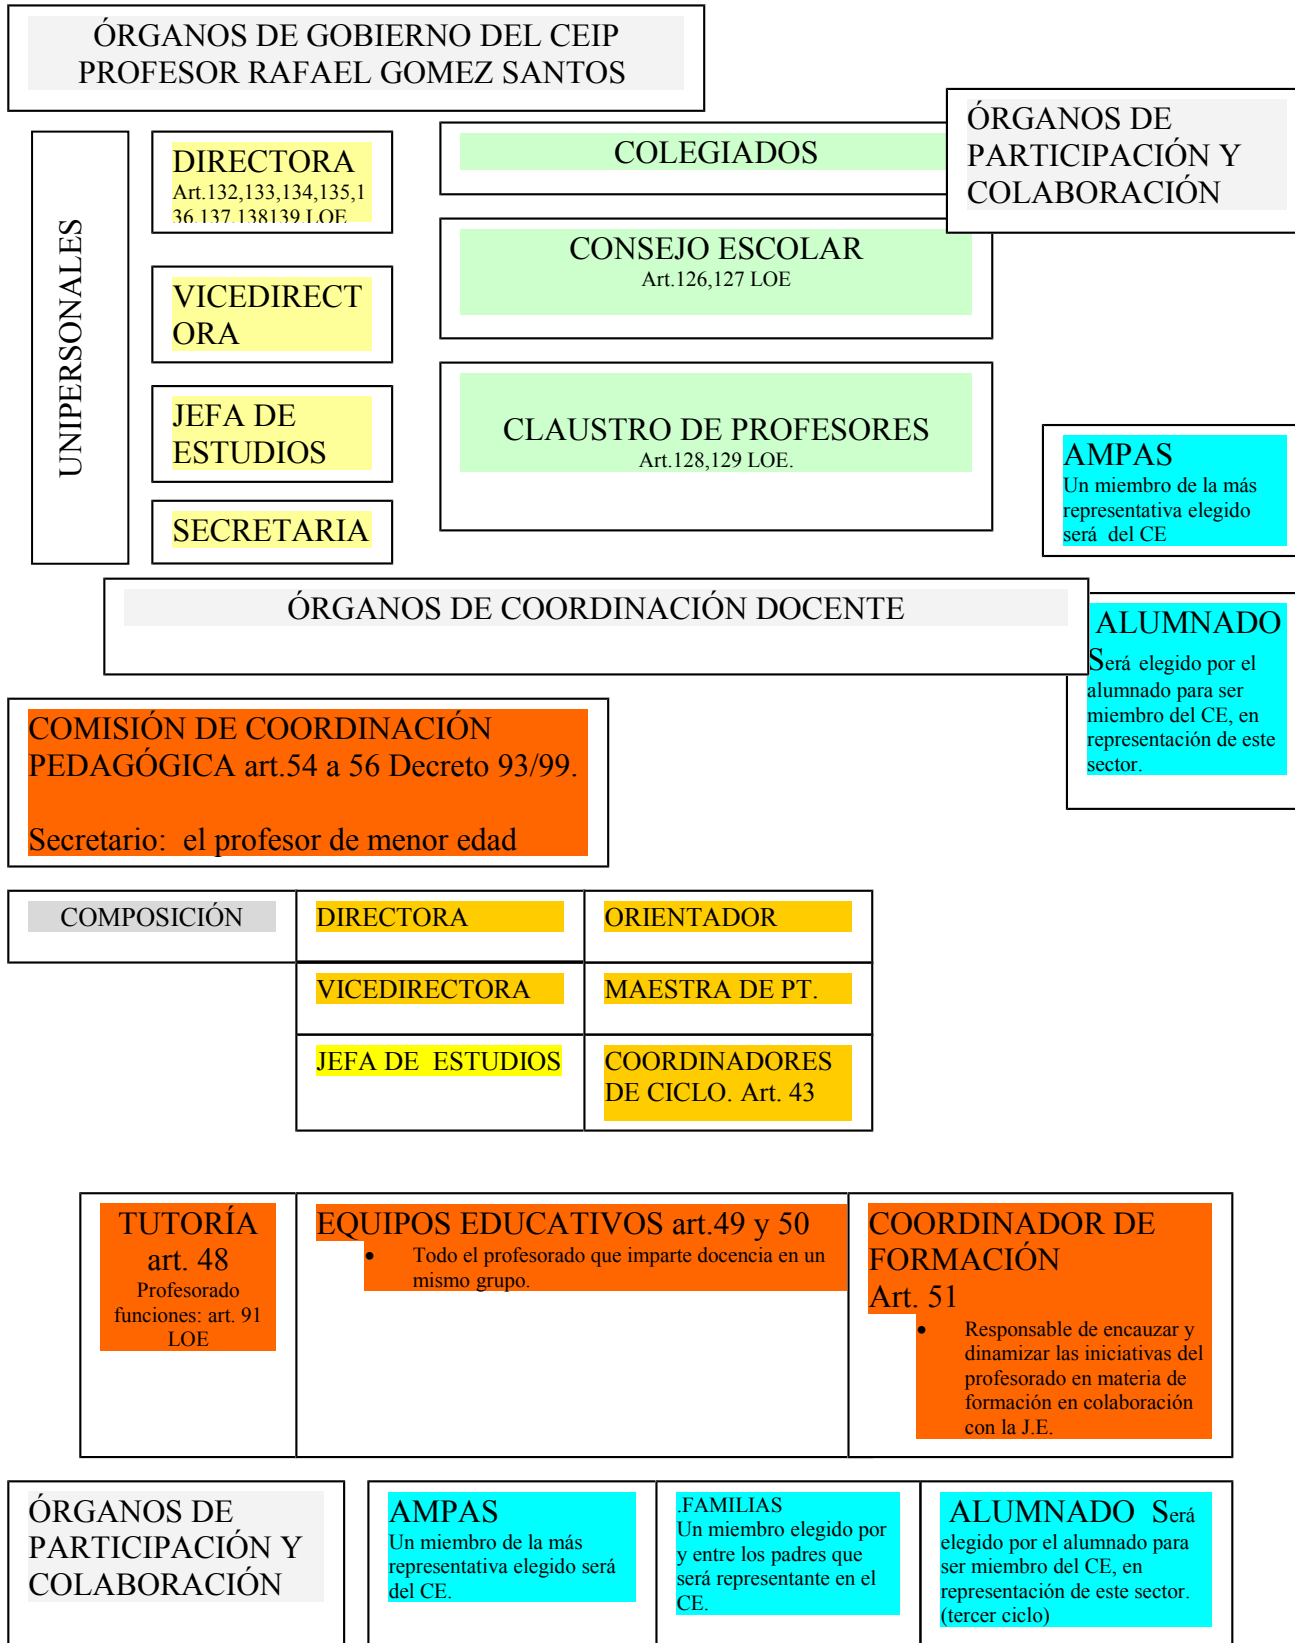 ÓRGANOS DE GOBIERNO DEL CEIP
PROFESOR RAFAEL GOMEZ SANTOS
ÓRGANOS DE
PARTICIPACIÓN Y
COLABORACIÓN
UNIPERSONALES
DIRECTORA
Art.132,133,134,135,1
36.137.138139.LOE
VICEDIRECT
ORA
JEFA DE
ESTUDIOS
SECRETARIA
COLEGIADOS
CONSEJO ESCOLAR
Art.126,127 LOE
CLAUSTRO DE PROFESORES
Art.128,129 LOE.
AMPAS
Un miembro de la más
representativa elegido
será  del CE
ÓRGANOS DE COORDINACIÓN DOCENTE
ALUMNADO
Será elegido por el
alumnado para ser
miembro del CE, en
representación de este
sector.
COMISIÓN DE COORDINACIÓN
PEDAGÓGICA art.54 a 56 Decreto 93/99.
Secretario:  el profesor de menor edad
COMPOSICIÓN
DIRECTORA
ORIENTADOR
VICEDIRECTORA
MAESTRA DE PT.
JEFA DE  ESTUDIOS
COORDINADORES
DE CICLO. Art. 43
TUTORÍA
art. 48
Profesorado
funciones: art. 91
LOE
EQUIPOS EDUCATIVOS art.49 y 50
• Todo el profesorado que imparte docencia en un
mismo grupo.
COORDINADOR DE
FORMACIÓN
Art. 51
• Responsable de encauzar y
dinamizar las iniciativas del
profesorado en materia de
formación en colaboración
con la J.E.
ÓRGANOS DE
PARTICIPACIÓN Y
COLABORACIÓN
AMPAS
Un miembro de la más
representativa elegido será
del CE.
.FAMILIAS
Un miembro elegido por
y entre los padres que
será representante en el
CE.
ALUMNADO  Será
elegido por el alumnado para
ser miembro del CE, en
representación de este sector.
(tercer ciclo)